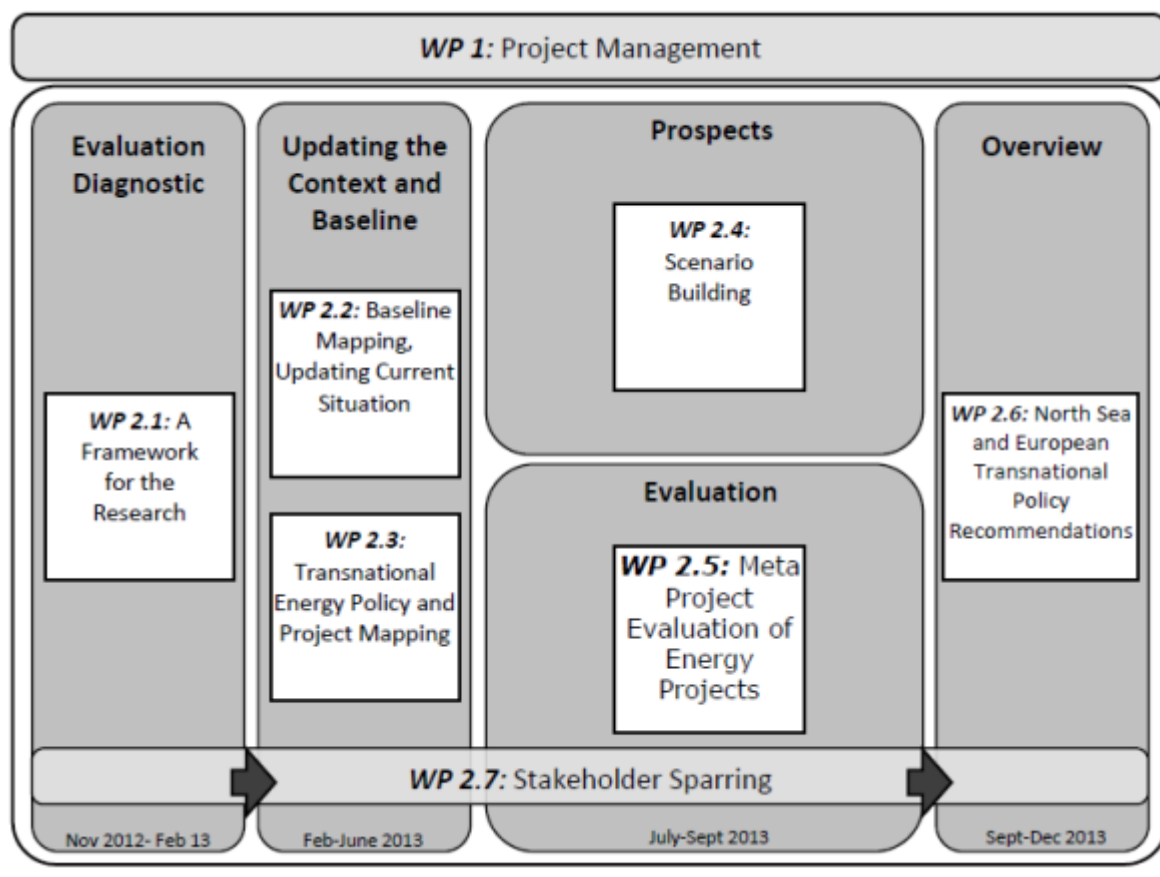 WP 1: Project Management
Evaluation
Diagnostic
WP 2.1: A
Framework
for the
Research
Updating the
Context and
Baseline
WP 2.2: Baseline
Mapping,
Updating Current
Situation
WP 2.3:
Transnational
Energy Policy and
Project Mapping
Prospects
WP 2.4:
Scenario
Building
Evaluation
WP 2.5: Meta
Project
Evaluation of
Energy
Projects
Overview
WP 2.6: North Sea
and European
Transnational
Policy
Recommendations
WP 2.7: Stakeholder Sparring
Nov 2012- Feb 13
Feb-June 2013
July-Sept 2013
Sept-Dec 2013